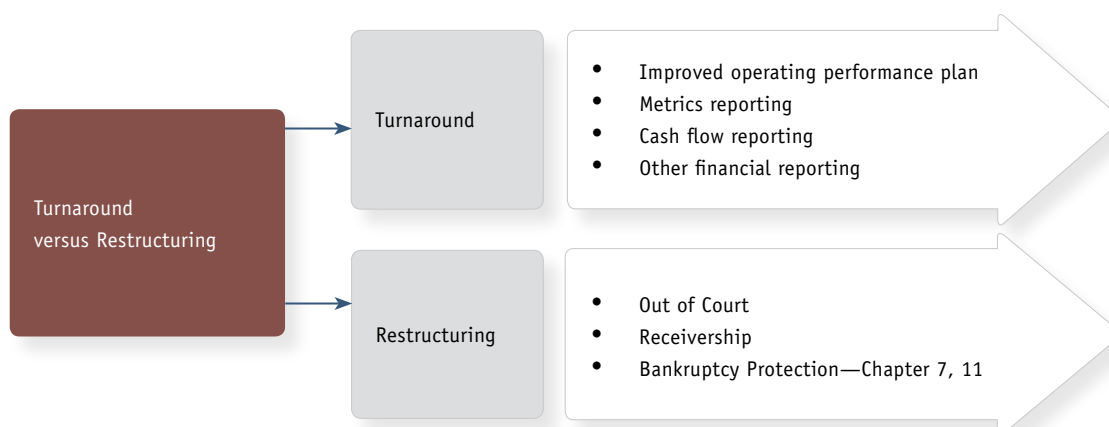 Turnaround
versus Restructuring
Turnaround
• Improved operating performance plan
• Metrics reporting
• Cash flow reporting
• Other financial reporting
Restructuring
• Out of Court
• Receivership
• Bankruptcy Protection—Chapter 7, 11